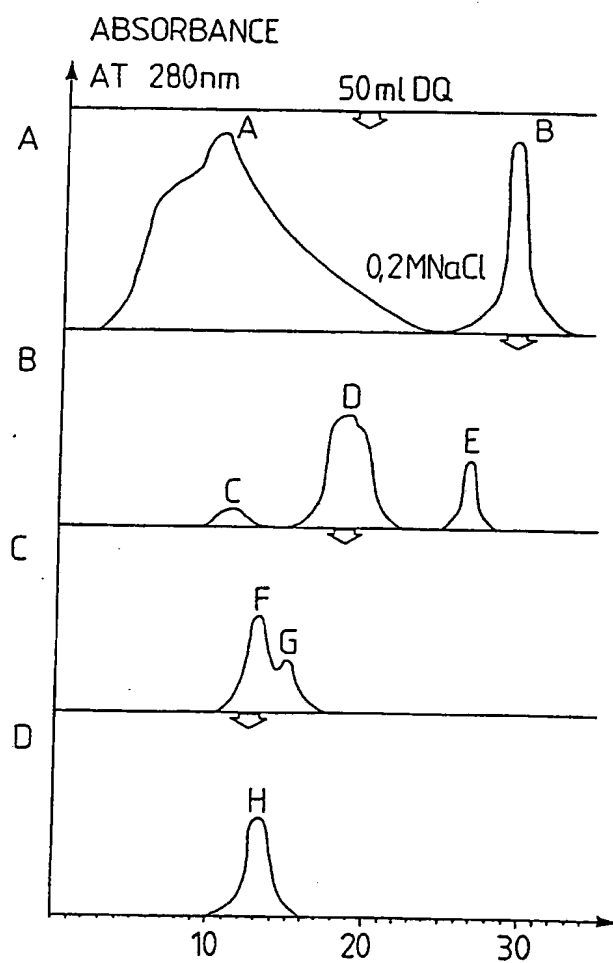 ABSORBANCE
AT 280nm
50ml DQ
A
A
B
0,2MNaCl
B
C
D
E
C
F
G
D
H
10 20 30